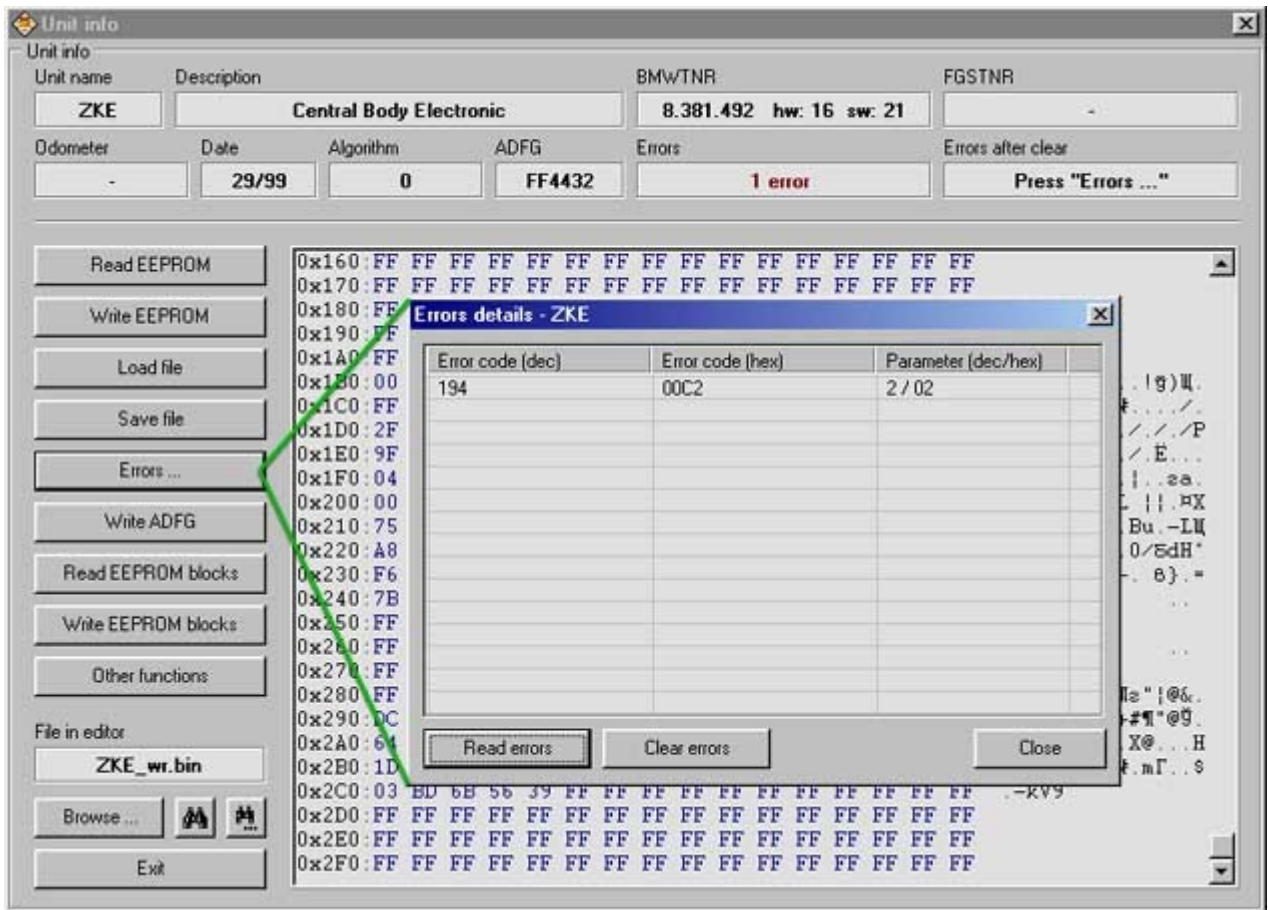 Unit info
Unit info
Unit name Description BMWTNR FGSTNR
ZKE Central Body Electronic 8.381.492 hw: 16 sw: 21 -
Odometer Date Algorithm ADFG Errors Errors after clear
- 29/99 0 FF4432 1 error Press "Errors ..."
Read EEPROM
Write EEPROM
Load file
Save file
Errors ...
Write ADFG
Read EEPROM blocks
Write EEPROM blocks
Other functions
File in editor
ZKE_wr.bin
Browse ...
Exit
0x160:FF FF FF FF FF FF FF FF FF FF FF FF FF FF FF FF
0x170:FF FF FF FF FF FF FF FF FF FF FF FF FF FF FF FF
0x180:FF
0x190:FF
0x1A0:FF
0x1B0:00
0x1C0:FF
0x1D0:2F
0x1E0:9F
0x1F0:04
0x200:00
0x210:75
0x220:A8
0x230:F6
0x240:7B
0x250:FF
0x260:FF
0x270:FF
0x280:FF
0x290:DC
0x2A0:64
0x2B0:1D
0x2C0:03 BD 6B 56 39 FF FF FF FF FF FF FF FF FF FF FF .-kV9
0x2D0:FF FF FF FF FF FF FF FF FF FF FF FF FF FF FF FF
0x2E0:FF FF FF FF FF FF FF FF FF FF FF FF FF FF FF FF
0x2F0:FF FF FF FF FF FF FF FF FF FF FF FF FF FF FF FF
Errors details - ZKE
Error code (dec) Error code (hex) Parameter (dec/hex)
194 00C2 2 / 02
Read errors Clear errors Close